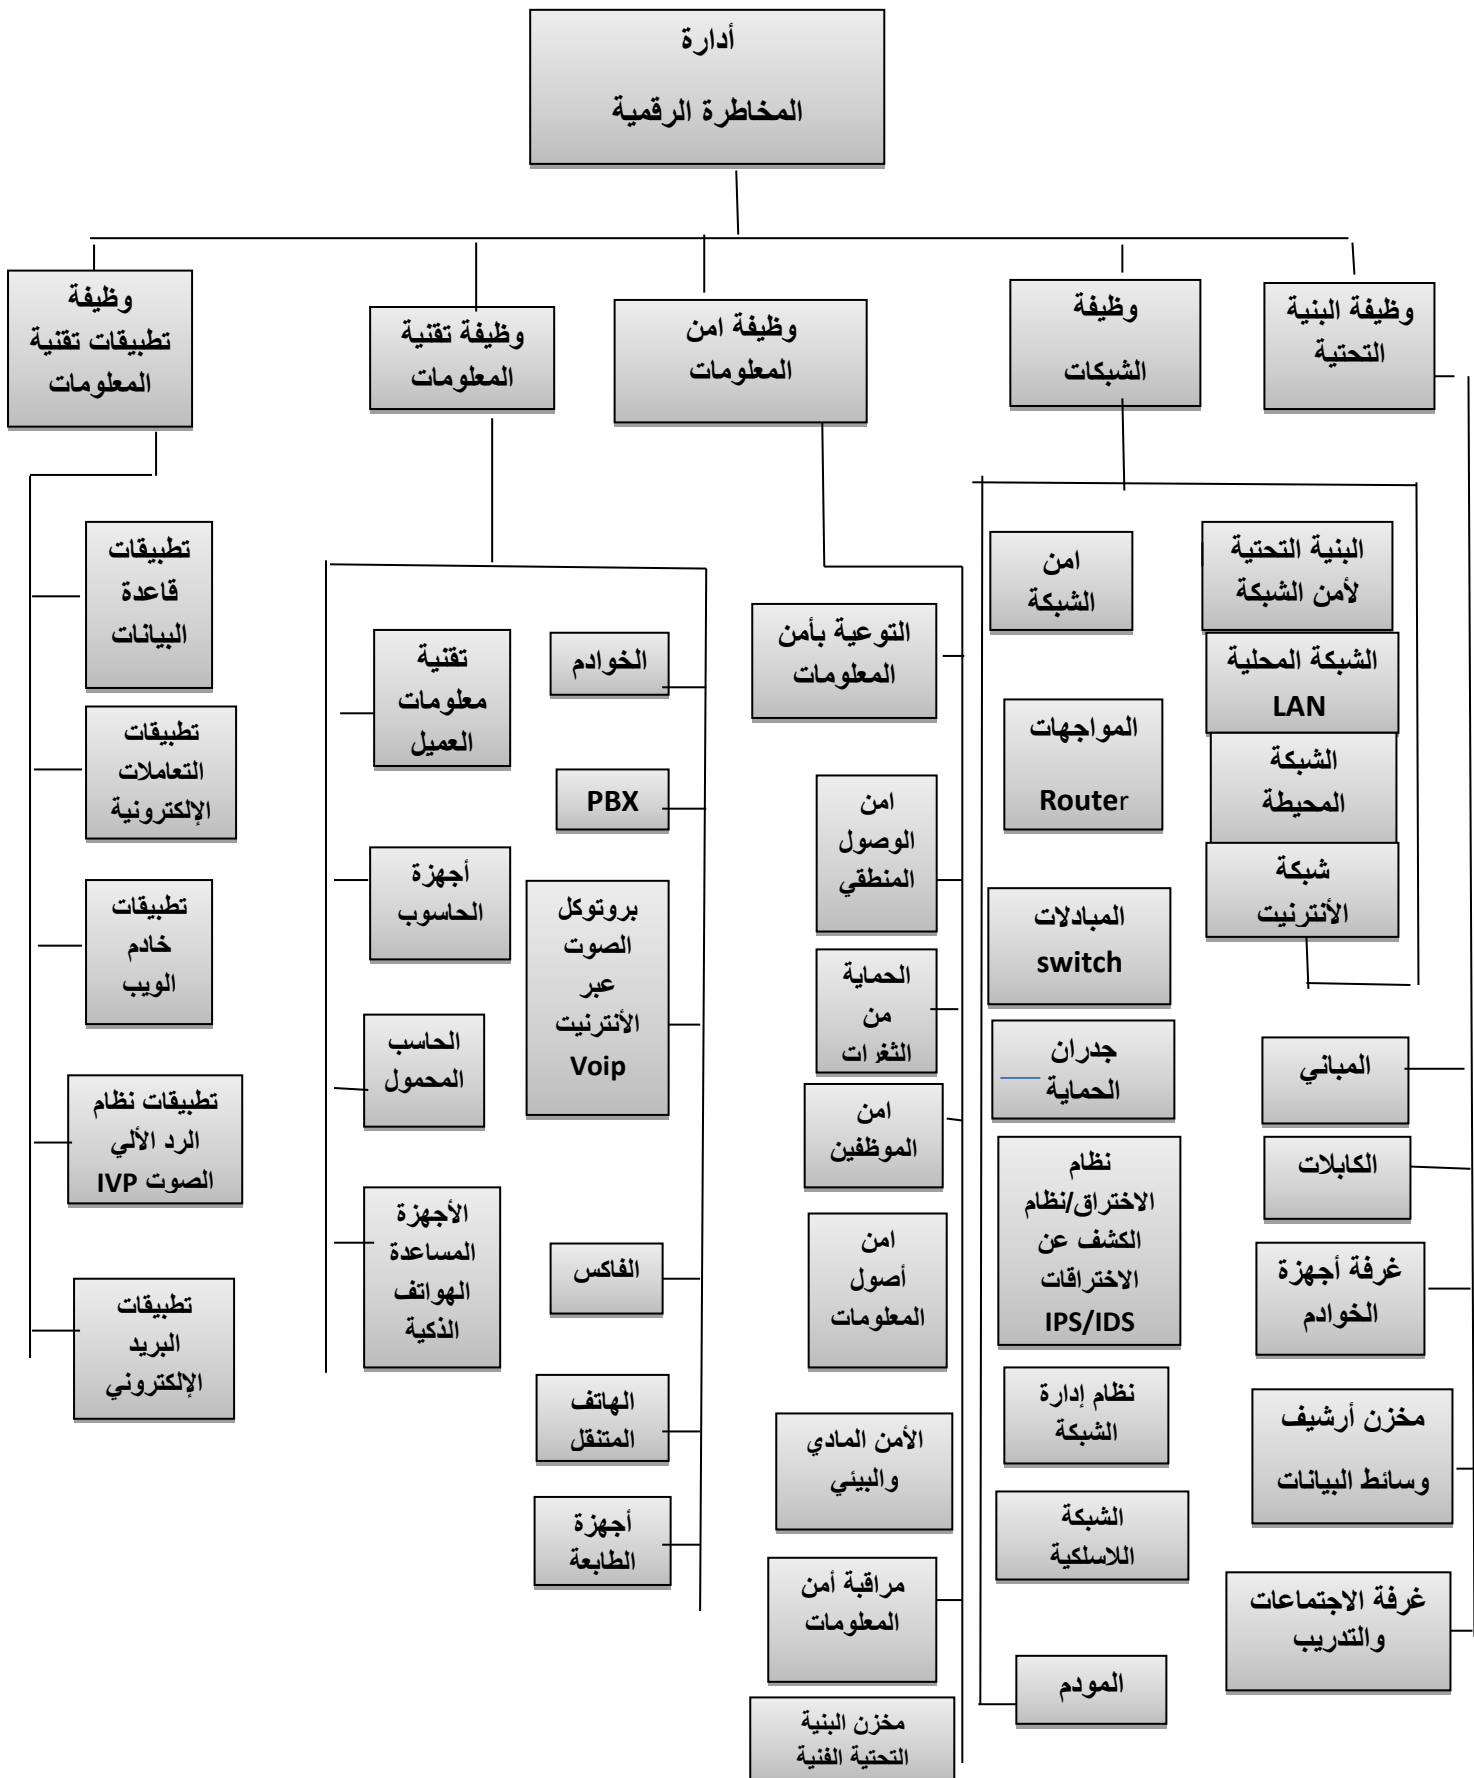 أدارة
المخاطرة الرقمية
وظيفة البنية
التحتية
وظيفة
الشبكات
وظيفة امن
المعلومات
وظيفة تقنية
المعلومات
وظيفة
تطبيقات تقنية
المعلومات
المباني
الكابلات
غرفة أجهزة
الخوادم
مخزن أرشيف
وسائط البيانات
غرفة الاجتماعات
والتدريب
البنية التحتية
لأمن الشبكة
الشبكة المحلية
LAN
الشبكة
المحيطة
شبكة
الأنترنيت
امن
الشبكة
المواجهات
Router
المبادلات
switch
جدران
الحماية
نظام
الاختراق/نظام
الكشف عن
الاختراقات
IPS/IDS
نظام إدارة
الشبكة
الشبكة
اللاسلكية
المودم
التوعية بأمن
المعلومات
امن
الوصول
المنطقي
الحماية
من
الثغرات
امن
الموظفين
امن
أصول
المعلومات
الأمن المادي
والبيئي
مراقبة أمن
المعلومات
مخزن البنية
التحتية الفنية
الخوادم
PBX
بروتوكل
الصوت
عبر
الأنترنيت
Voip
الفاكس
الهاتف
المتنقل
أجهزة
الطابعة
تقنية
معلومات
العميل
أجهزة
الحاسوب
الحاسب
المحمول
الأجهزة
المساعدة
الهواتف
الذكية
تطبيقات
قاعدة
البيانات
تطبيقات
التعاملات
الإلكترونية
تطبيقات
خادم
الويب
تطبيقات نظام
الرد الألي
الصوت IVP
تطبيقات
البريد
الإلكتروني